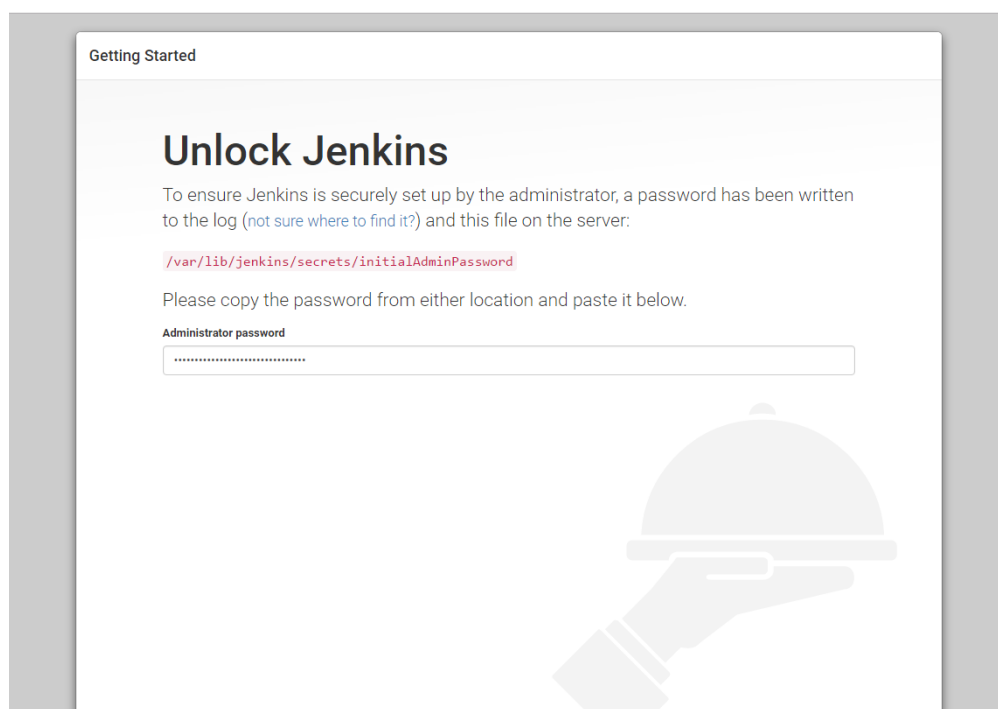 Getting Started
Unlock Jenkins
To ensure Jenkins is securely set up by the administrator, a password has been written
to the log (not sure where to find it?) and this file on the server:
/var/lib/jenkins/secrets/initialAdminPassword
Please copy the password from either location and paste it below.
Administrator password